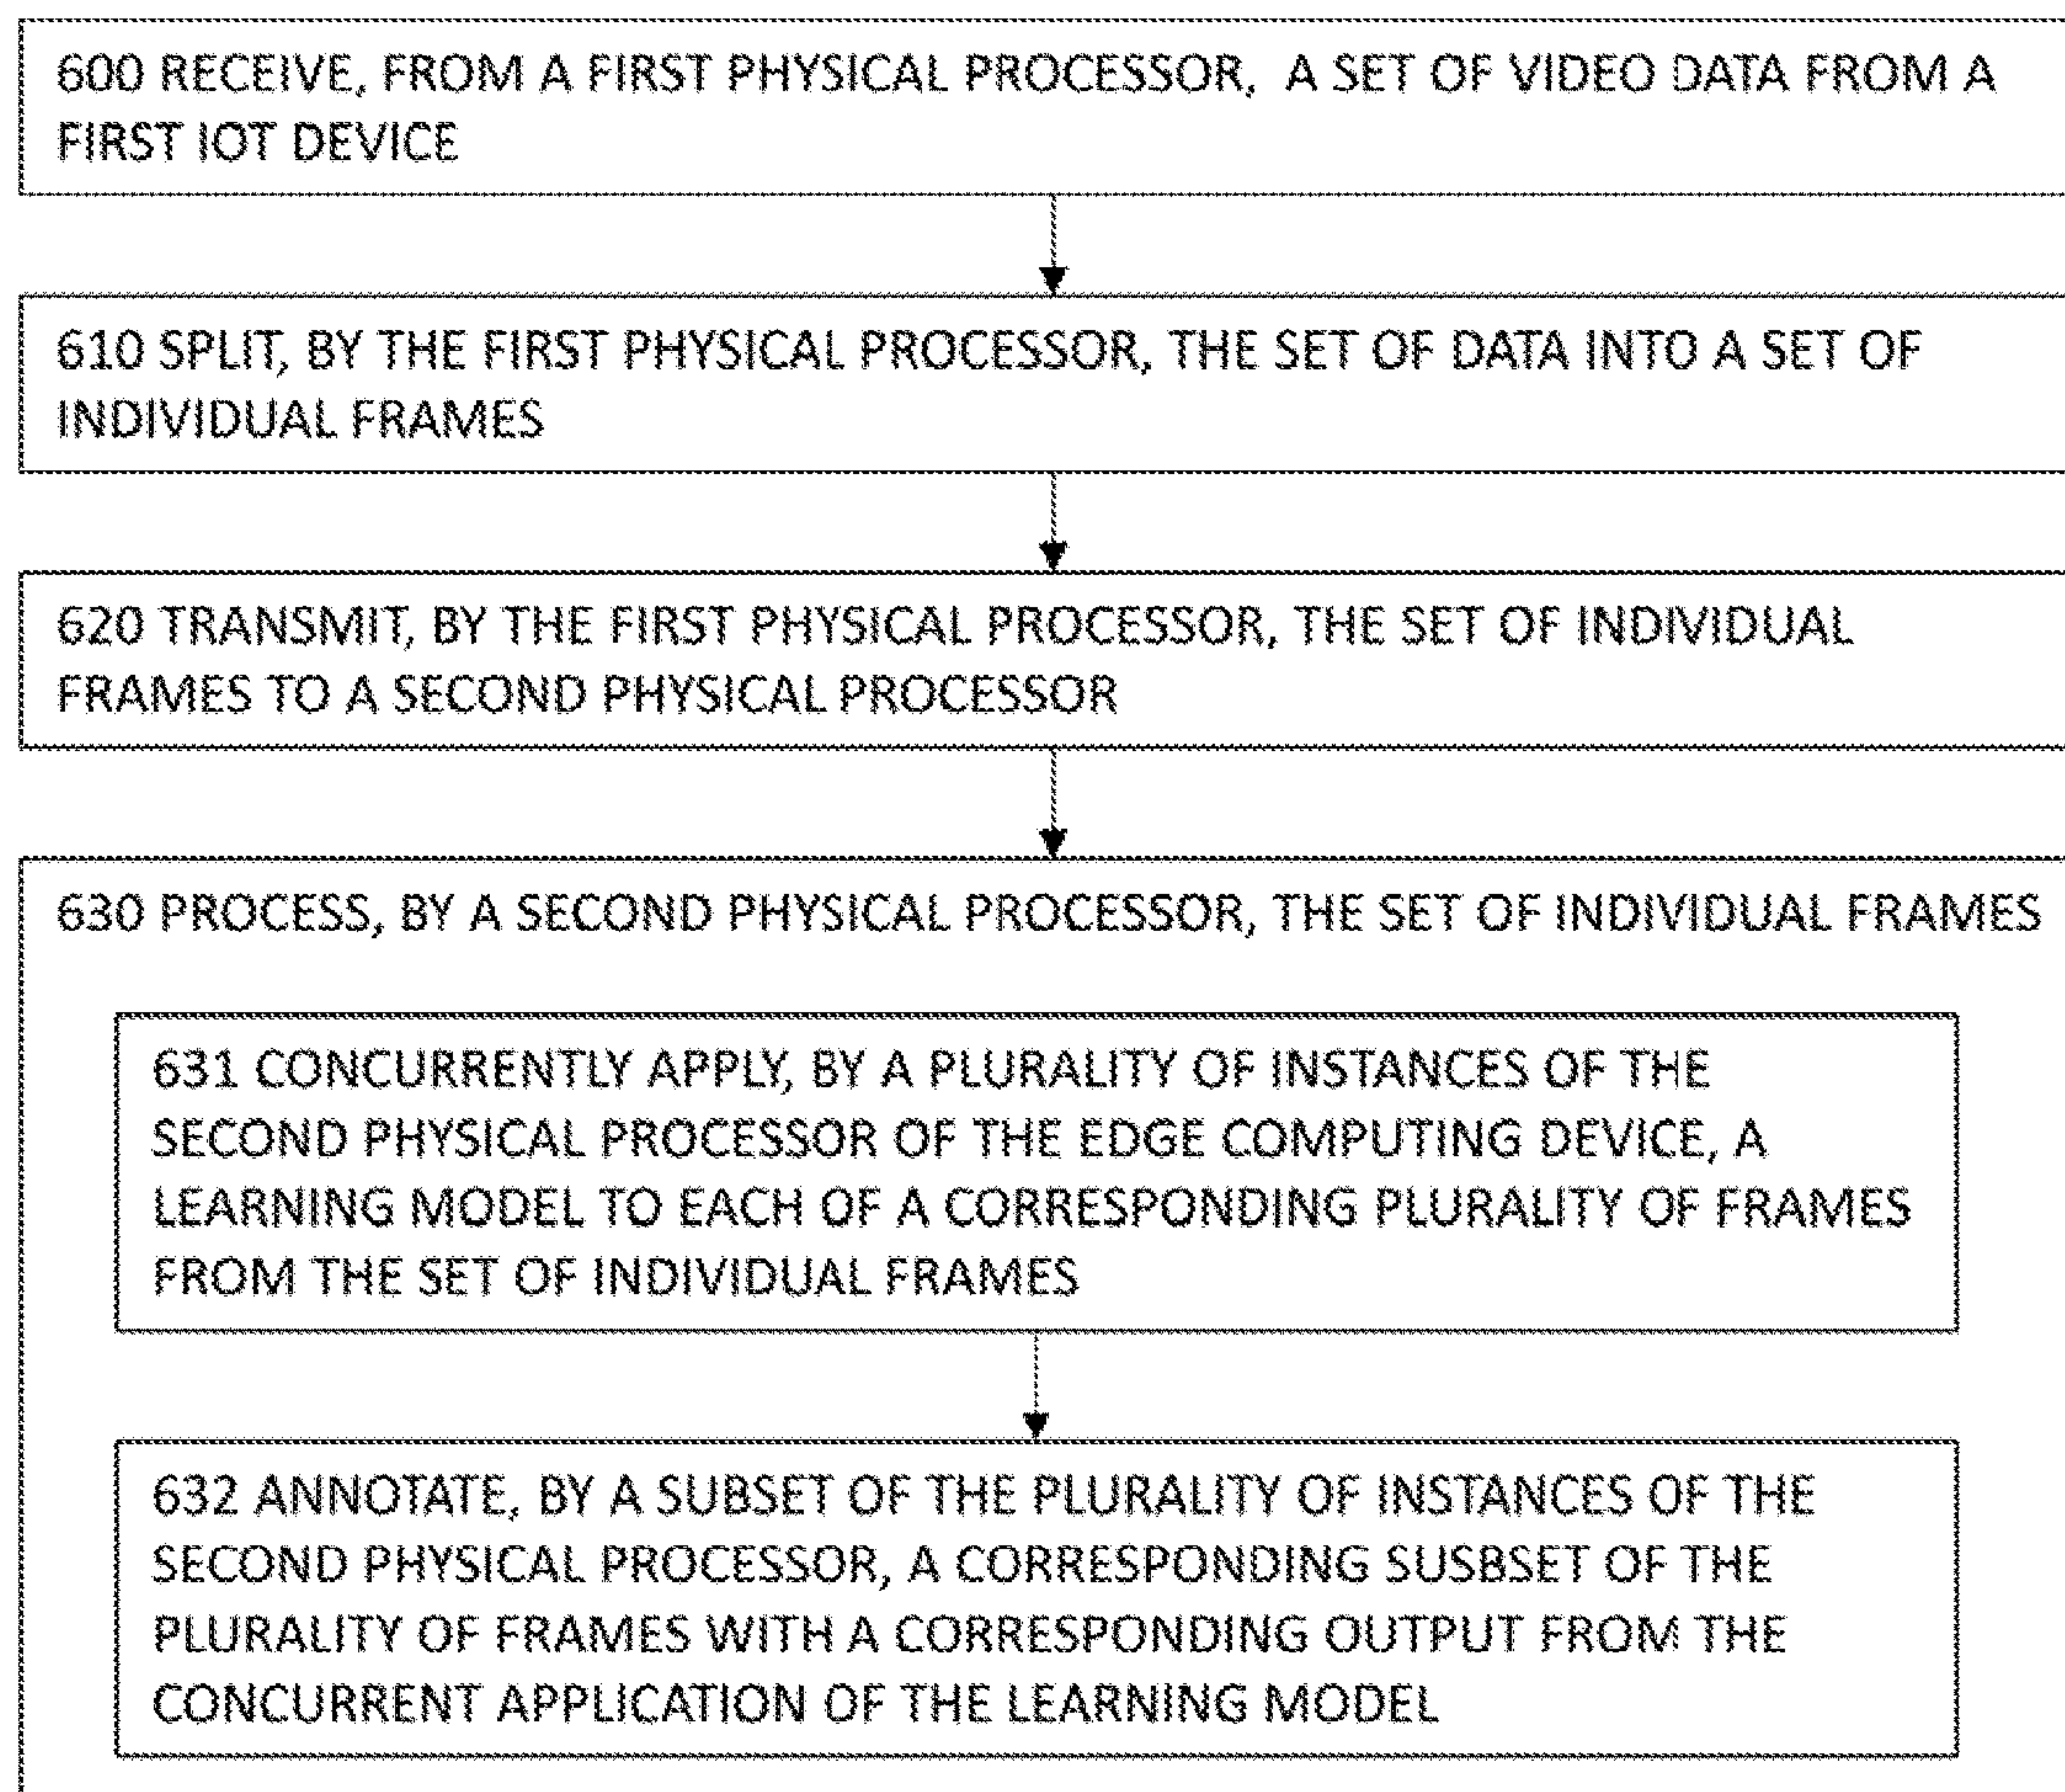 600 RECEIVE, FROM A FIRST PHYSICAL PROCESSOR, A SET OF VIDEO DATA FROM A
FIRST IOT DEVICE
610 SPLIT, BY THE FIRST PHYSICAL PROCESSOR, THE SET OF DATA INTO A SET OF
INDIVIDUAL FRAMES
620 TRANSMIT, BY THE FIRST PHYSICAL PROCESSOR, THE SET OF INDIVIDUAL
FRAMES TO A SECOND PHYSICAL PROCESSOR
630 PROCESS, BY A SECOND PHYSICAL PROCESSOR, THE SET OF INDIVIDUAL FRAMES
631 CONCURRENTLY APPLY, BY A PLURALITY OF INSTANCES OF THE
SECOND PHYSICAL PROCESSOR OF THE EDGE COMPUTING DEVICE, A
LEARNING MODEL TO EACH OF A CORRESPONDING PLURALITY OF FRAMES
FROM THE SET OF INDIVIDUAL FRAMES
632 ANNOTATE, BY A SUBSET OF THE PLURALITY OF INSTANCES OF THE
SECOND PHYSICAL PROCESSOR, A CORRESPONDING SUSBSET OF THE
PLURALITY OF FRAMES WITH A CORRESPONDING OUTPUT FROM THE
CONCURRENT APPLICATION OF THE LEARNING MODEL